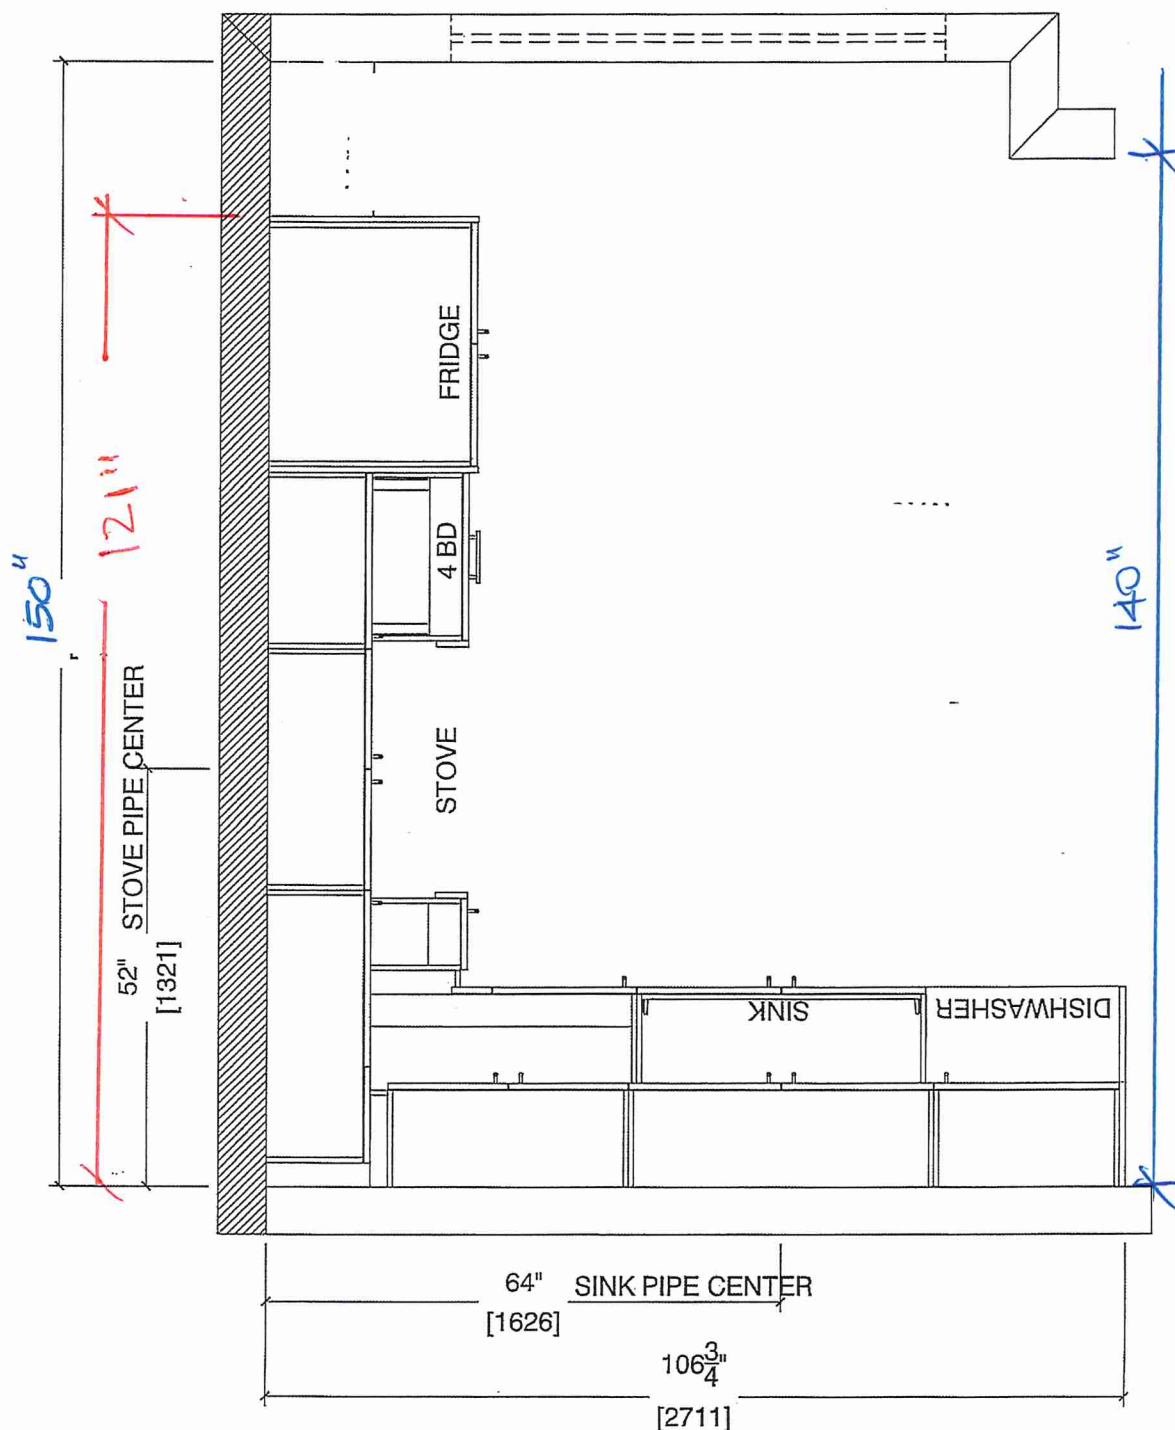 150"
121"
52" STOVE PIPE CENTER
[1321]
FRIDGE
4 BD
STOVE
SINK
DISHWASHER
140"
64" SINK PIPE CENTER
[1626]
106 3/4"
[2711]